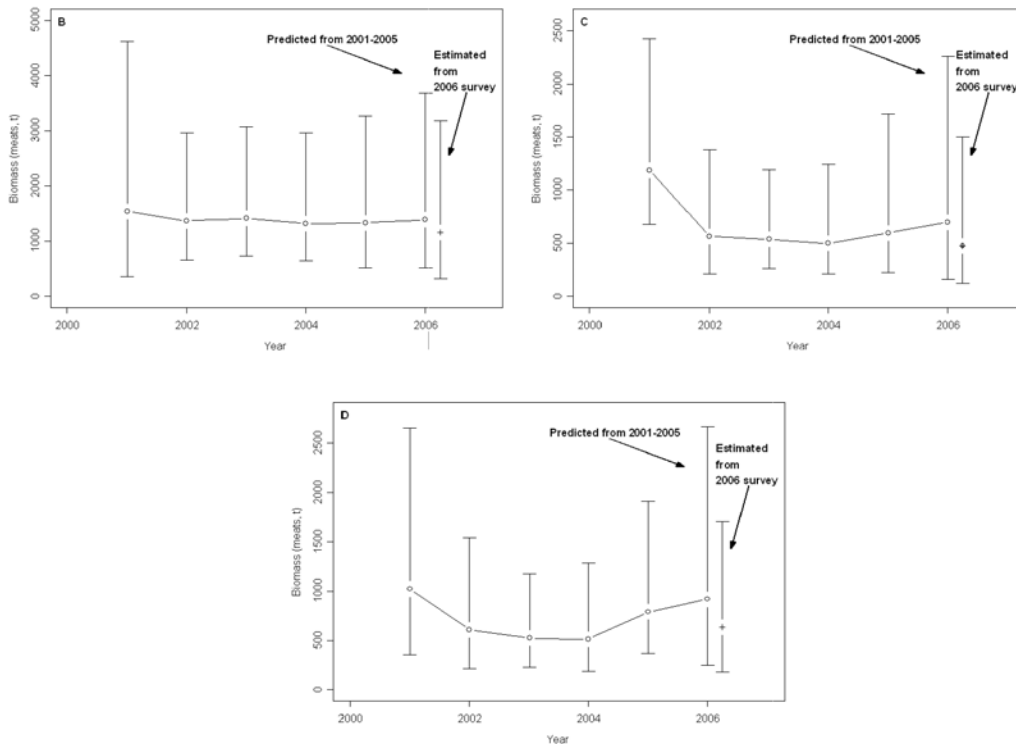 B
Predicted from 2001-2005
Estimated
from
2006 survey
Biomass (meats, t)
5000
4000
3000
2000
1000
0
2000 2002 2004 2006
Year
C
Predicted from 2001-2005
Estimated
from
2006 survey
Biomass (meats, t)
2500
2000
1500
1000
500
0
2000 2002 2004 2006
Year
D
Predicted from 2001-2005
Estimated
from
2006 survey
Biomass (meats, t)
2500
2000
1500
1000
500
0
2000 2002 2004 2006
Year